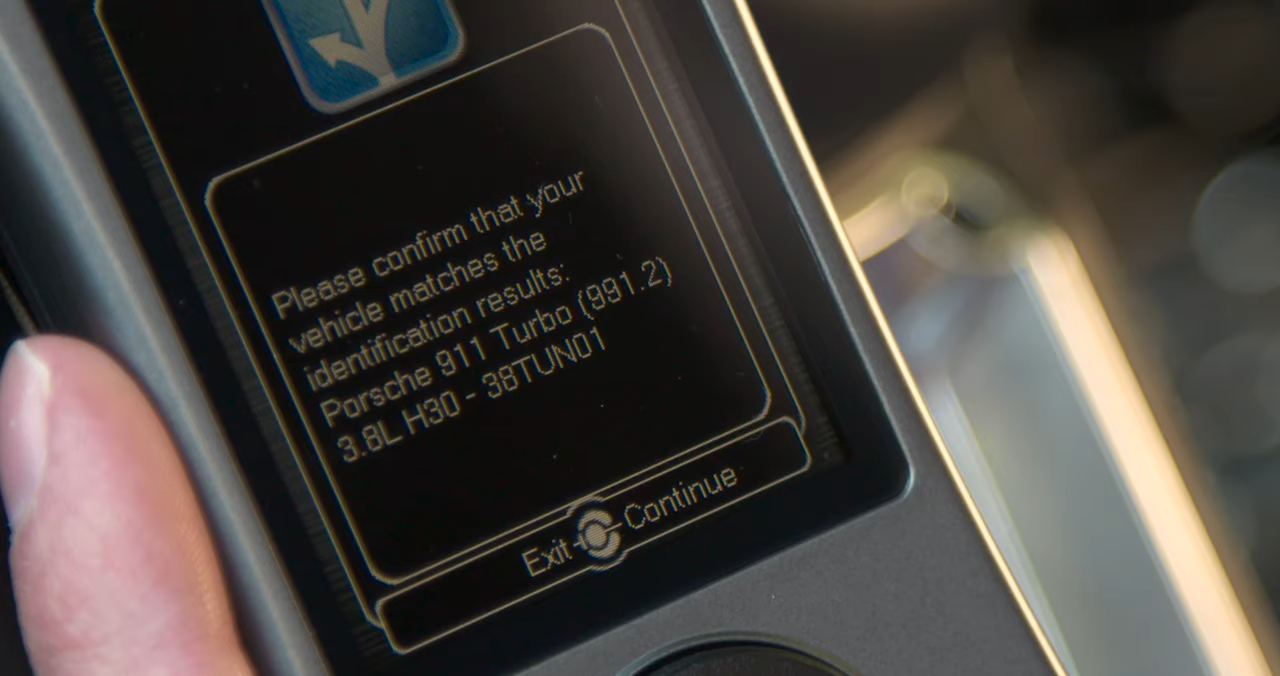 Please confirm that your
vehicle matches the
identification results:
Porsche 911 Turbo (991.2)
3.8L H30 - 38TUN01
Exit Continue